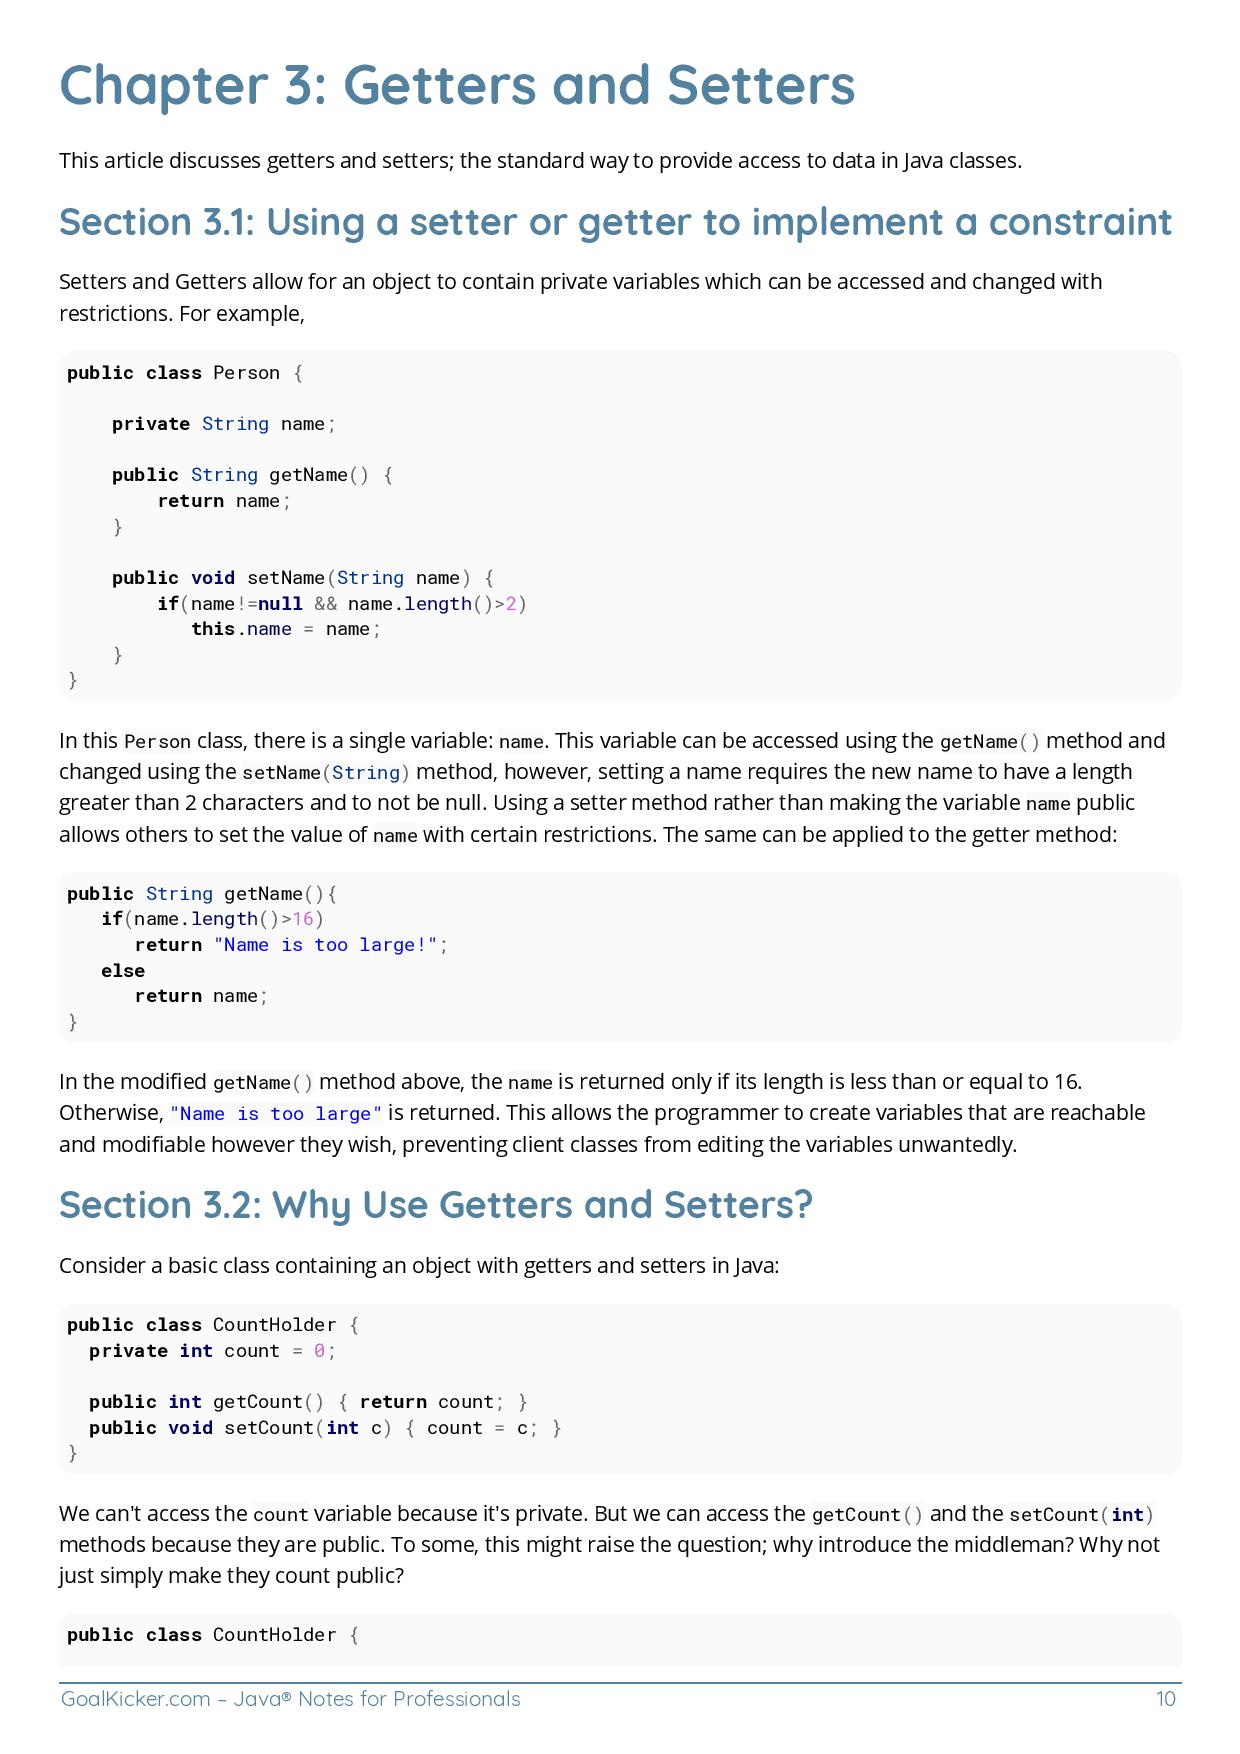 Chapter 3: Getters and Setters
This article discusses getters and setters; the standard way to provide access to data in Java classes.
Section 3.1: Using a setter or getter to implement a constraint
Setters and Getters allow for an object to contain private variables which can be accessed and changed with
restrictions. For example,
public class Person {
    private String name;
    public String getName() {
        return name;
    }
    public void setName(String name) {
        if(name!=null && name.length()>2)
           this.name = name;
    }
}
In this Person class, there is a single variable: name. This variable can be accessed using the getName() method and
changed using the setName(String) method, however, setting a name requires the new name to have a length
greater than 2 characters and to not be null. Using a setter method rather than making the variable name public
allows others to set the value of name with certain restrictions. The same can be applied to the getter method:
public String getName(){
   if(name.length()>16)
      return "Name is too large!";
   else
      return name;
}
In the modified getName() method above, the name is returned only if its length is less than or equal to 16.
Otherwise, "Name is too large" is returned. This allows the programmer to create variables that are reachable
and modifiable however they wish, preventing client classes from editing the variables unwantedly.
Section 3.2: Why Use Getters and Setters?
Consider a basic class containing an object with getters and setters in Java:
public class CountHolder {
  private int count = 0;
  public int getCount() { return count; }
  public void setCount(int c) { count = c; }
}
We can't access the count variable because it's private. But we can access the getCount() and the setCount(int)
methods because they are public. To some, this might raise the question; why introduce the middleman? Why not
just simply make they count public?
public class CountHolder {
GoalKicker.com – Java® Notes for Professionals 10